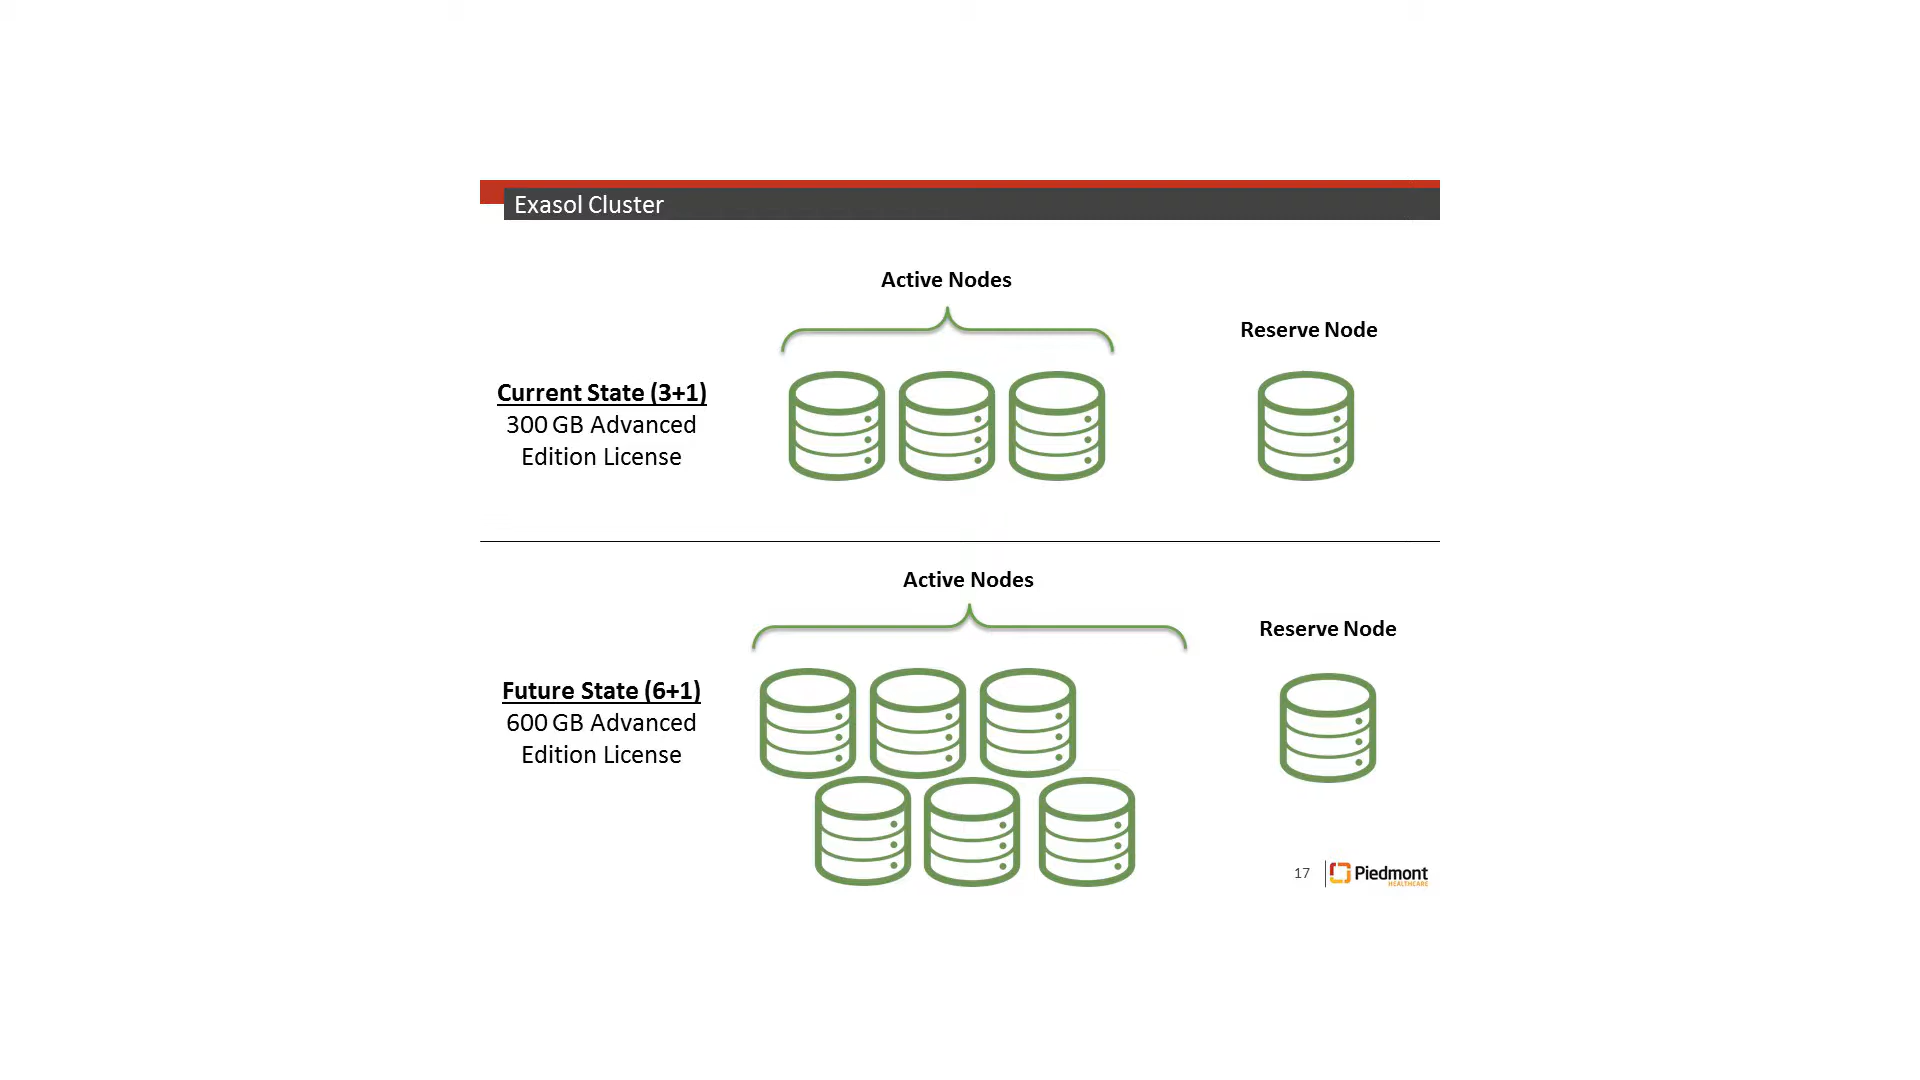 Exasol Cluster
Active Nodes
Reserve Node
Current State (3+1)
300 GB Advanced
Edition License
Active Nodes
Reserve Node
Future State (6+1)
600 GB Advanced
Edition License
17
Piedmont
HEALTHCARE